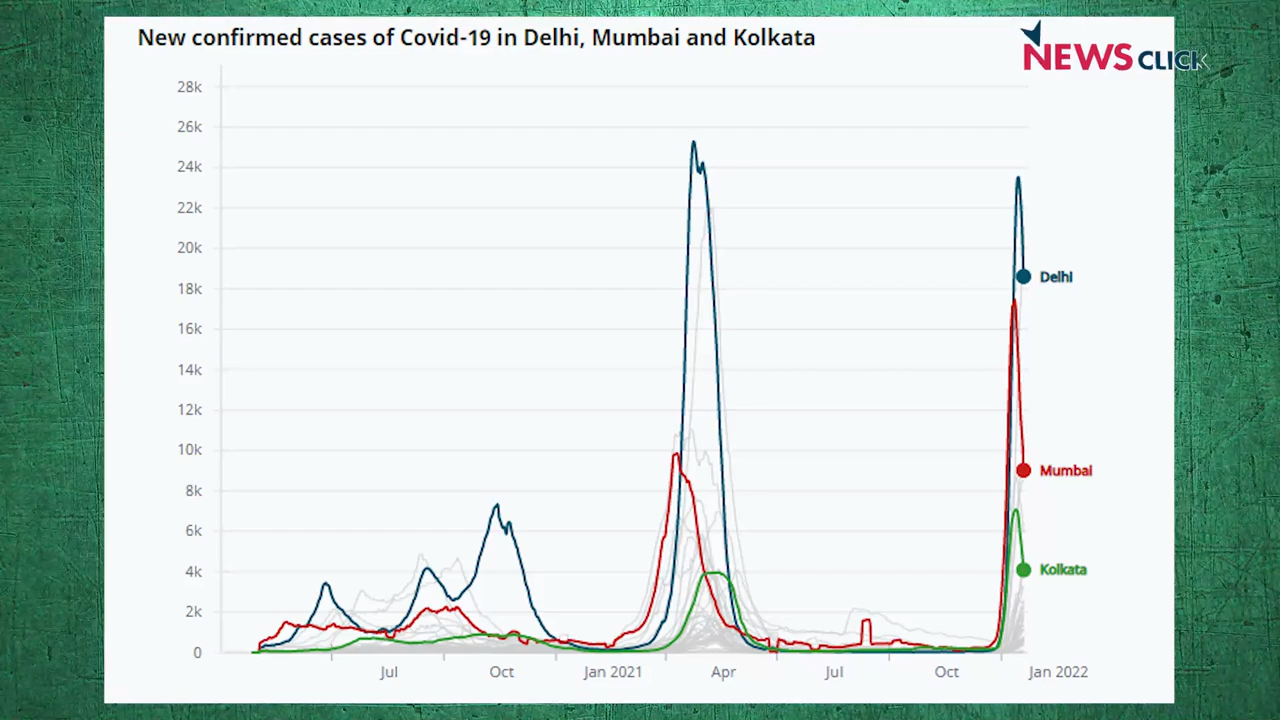 New confirmed cases of Covid-19 in Delhi, Mumbai and Kolkata
NEWS CLICK
28k
26k
24k
22k
20k
18k
16k
14k
12k
10k
8k
6k
4k
2k
0
Delhi
Mumbai
Kolkata
Jul
Oct
Jan 2021
Apr
Jul
Oct
Jan 2022